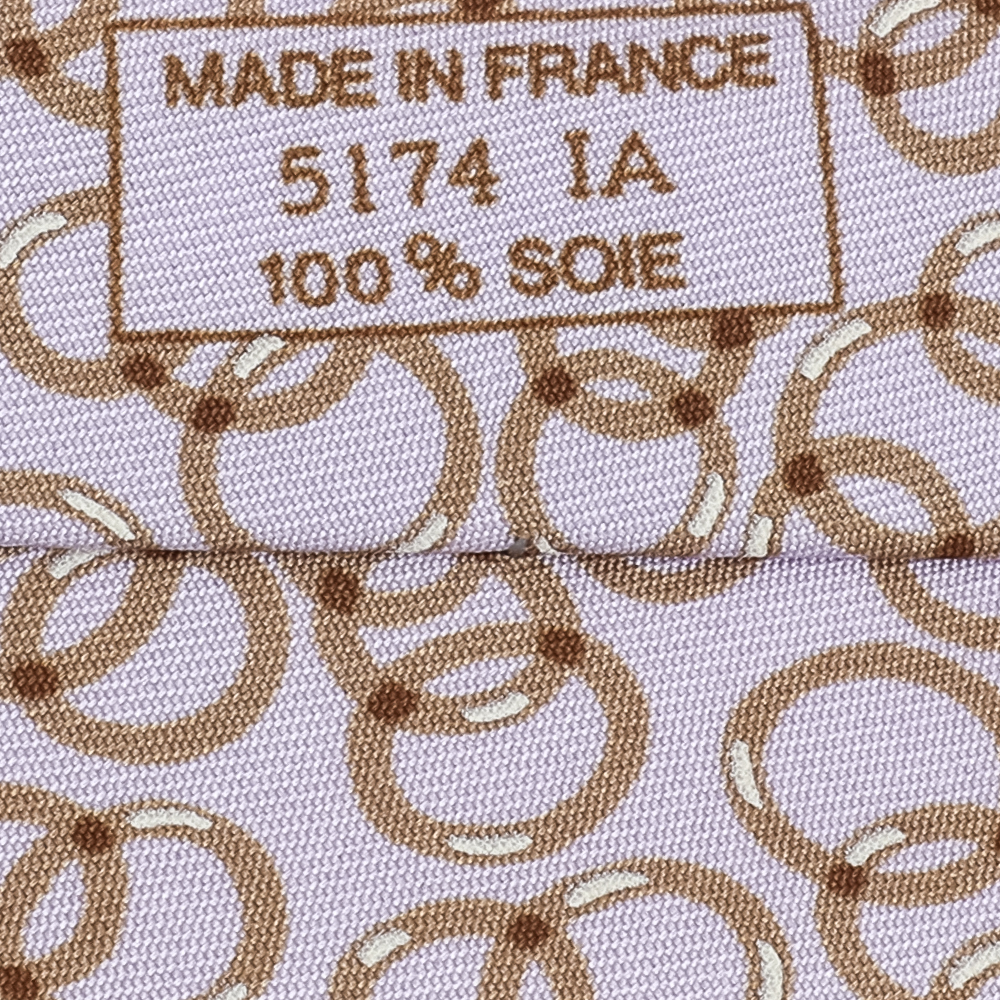 MADE IN FRANCE
5174 IA
100% SOIE